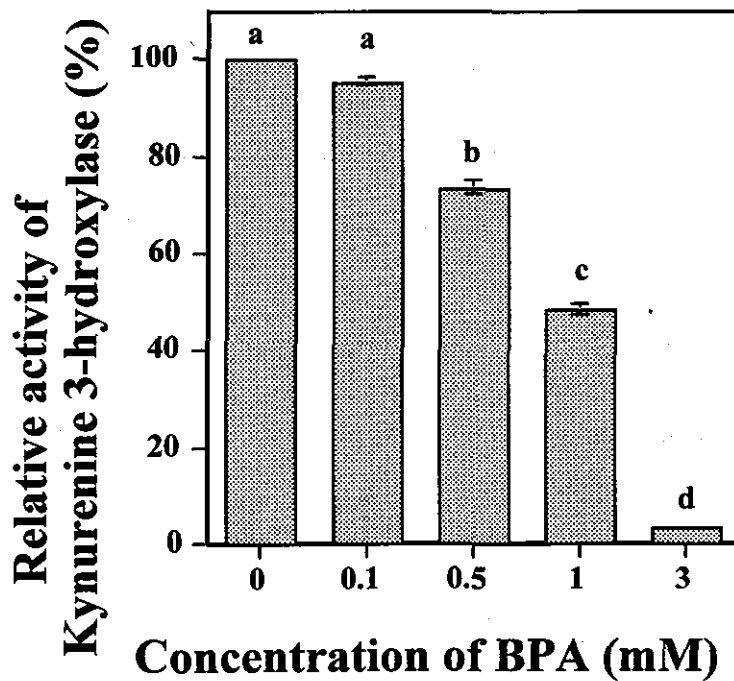 Relative activity of
Kynurenine 3-hydroxylase (%)
100
80
60
40
20
0
a
a
b
c
d
0 0.1 0.5 1 3
Concentration of BPA (mM)